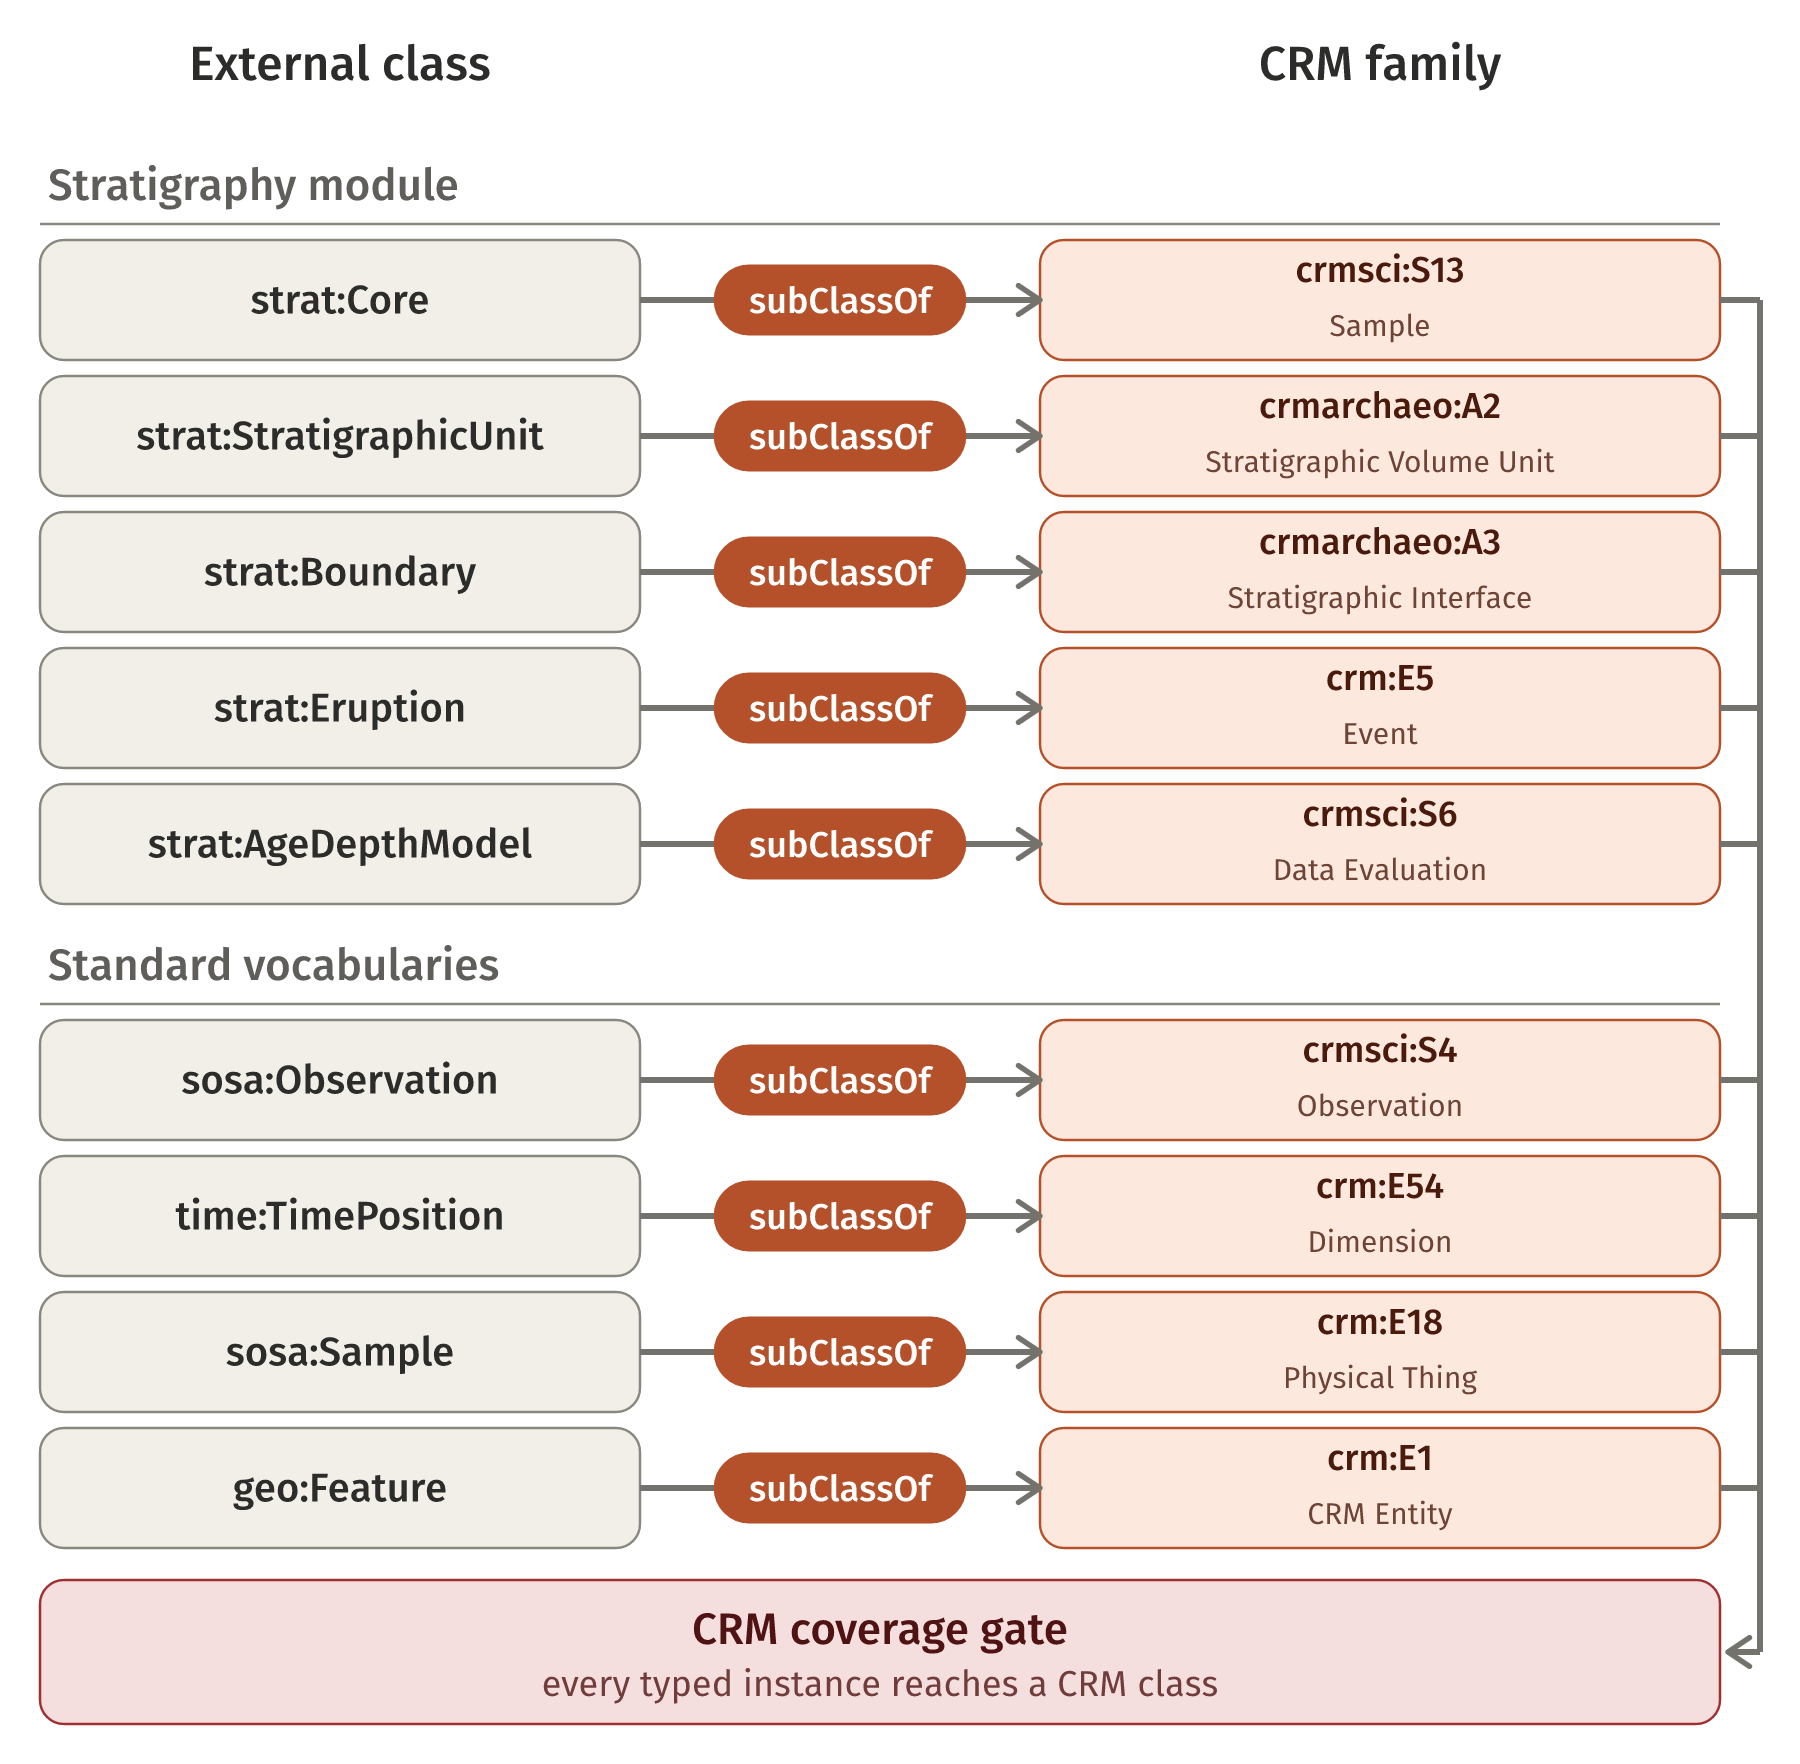 External class
CRM family
Stratigraphy module
strat:Core
subClassOf
crmsci:S13
Sample
strat:StratigraphicUnit
subClassOf
crmarchaeo:A2
Stratigraphic Volume Unit
strat:Boundary
subClassOf
crmarchaeo:A3
Stratigraphic Interface
strat:Eruption
subClassOf
crm:E5
Event
strat:AgeDepthModel
subClassOf
crmsci:S6
Data Evaluation
Standard vocabularies
sosa:Observation
subClassOf
crmsci:S4
Observation
time:TimePosition
subClassOf
crm:E54
Dimension
sosa:Sample
subClassOf
crm:E18
Physical Thing
geo:Feature
subClassOf
crm:E1
CRM Entity
CRM coverage gate
every typed instance reaches a CRM class